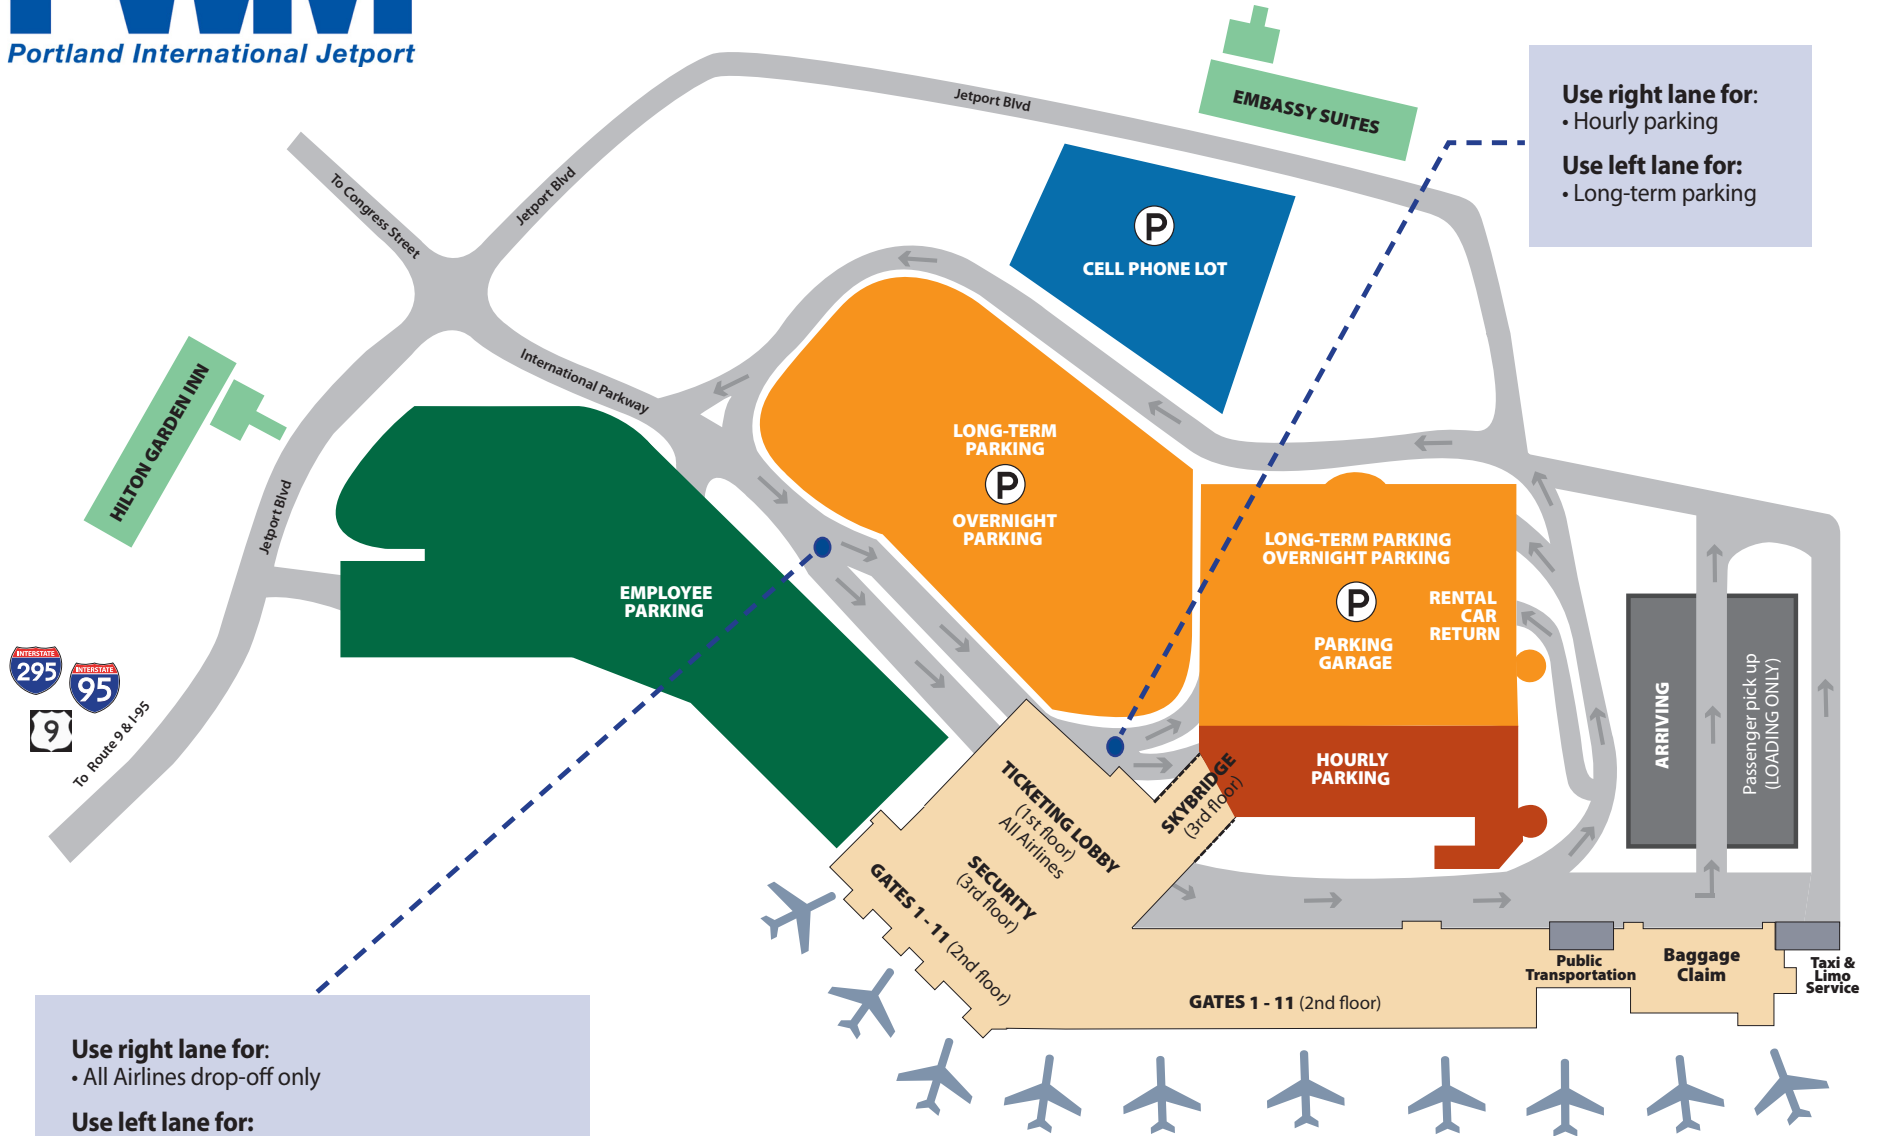 PWM
Portland International Jetport
Jetport Blvd
EMBASSY SUITES
Use right lane for:
• Hourly parking
Use left lane for:
• Long-term parking
To Congress Street
Jetport Blvd
CELL PHONE LOT
P
International Parkway
HILTON GARDEN INN
Jetport Blvd
LONG-TERM
PARKING
P
OVERNIGHT
PARKING
LONG-TERM PARKING
OVERNIGHT PARKING
P
PARKING
GARAGE
RENTAL
CAR
RETURN
EMPLOYEE
PARKING
INTERSTATE
295
INTERSTATE
95
9
To Route 9 & I-95
HOURLY
PARKING
ARRIVING
Passenger pick up
(LOADING ONLY)
SKYBRIDGE
(3rd floor)
TICKETING LOBBY
(1st floor)
All Airlines
SECURITY
(3rd floor)
GATES 1 - 11 (2nd floor)
GATES 1 - 11 (2nd floor)
Public
Transportation
Baggage
Claim
Taxi &
Limo
Service
Use right lane for:
• All Airlines drop-off only
Use left lane for: